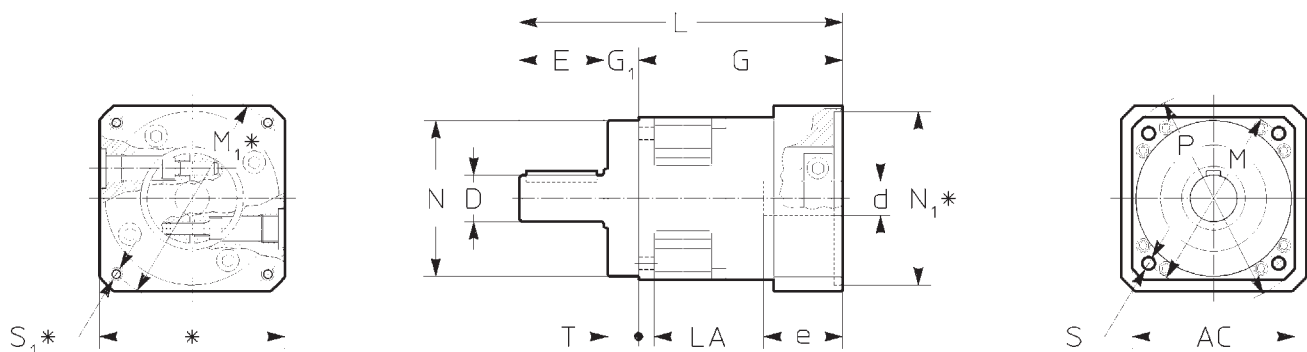 L
E G₁ G
M₁*
N D d N₁*
P M
S₁* * T LA e S AC